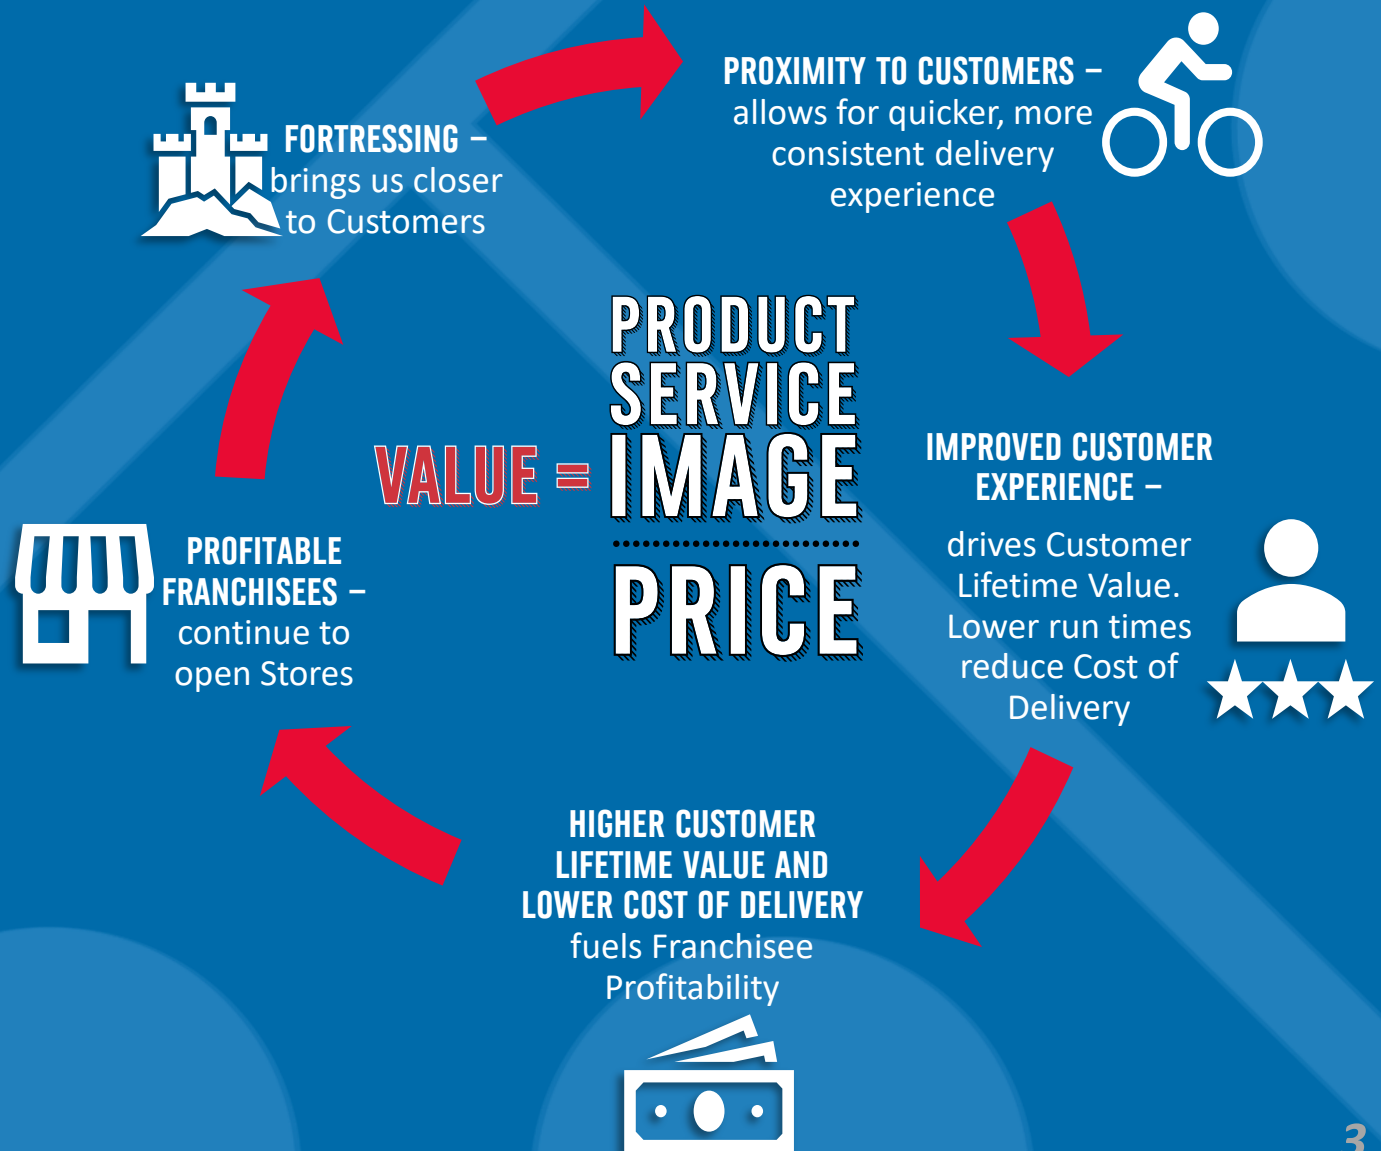 FORTRESSING –
brings us closer
to Customers
PROXIMITY TO CUSTOMERS –
allows for quicker, more
consistent delivery
experience
IMPROVED CUSTOMER
EXPERIENCE –
drives Customer
Lifetime Value.
Lower run times
reduce Cost of
Delivery
HIGHER CUSTOMER
LIFETIME VALUE AND
LOWER COST OF DELIVERY
fuels Franchisee
Profitability
PROFITABLE
FRANCHISEES –
continue to
open Stores
VALUE =
PRODUCT
SERVICE
IMAGE
PRICE
3